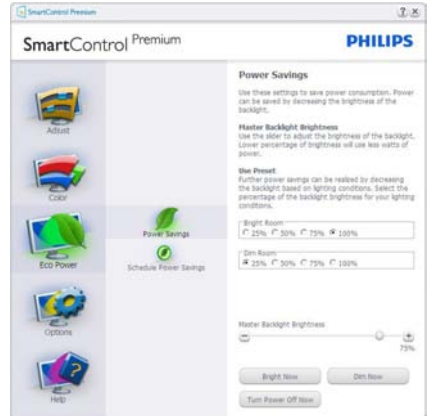 SmartControl Premium
SmartControl Premium
PHILIPS
Adjust
Color
Eco Power
Options
Help
Power Savings
Schedule Power Savings
Power Savings
Use these settings to save power consumption. Power
can be saved by decreasing the brightness of the
backlight.
Master Backlight Brightness
Use the slider to adjust the brightness of the backlight.
Lower percentage of brightness will use less watts of
power.
Use Preset
Further power savings can be realized by decreasing
the backlight based on lighting conditions. Select the
percentage of the backlight brightness for your lighting
conditions.
Bright Room
25% 50% 75% 100%
Dim Room
25% 50% 75% 100%
Master Backlight Brightness
75%
Bright Now
Dim Now
Turn Power Off Now